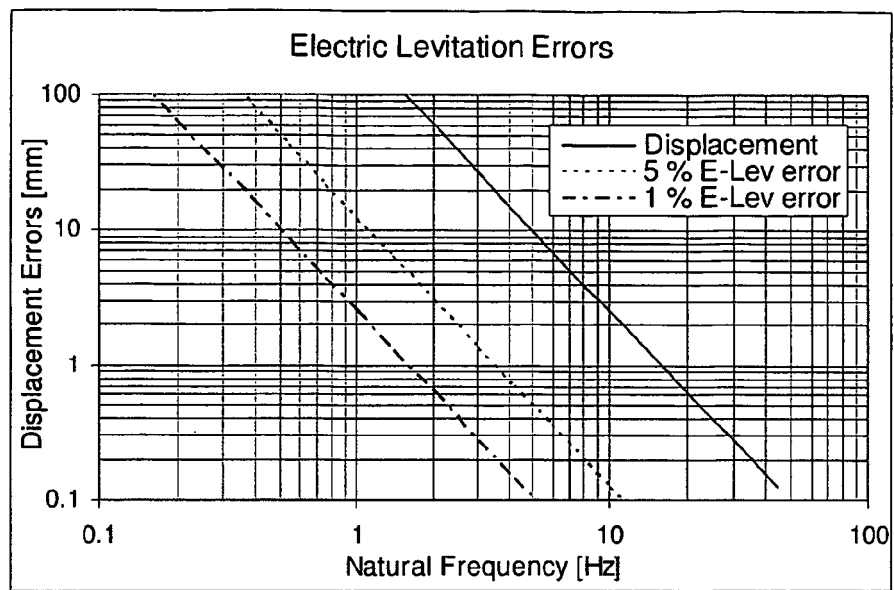 Electric Levitation Errors
Displacement Errors [mm]
100
10
1
0.1
Displacement
5 % E-Lev error
1 % E-Lev error
0.1
1
10
100
Natural Frequency [Hz]